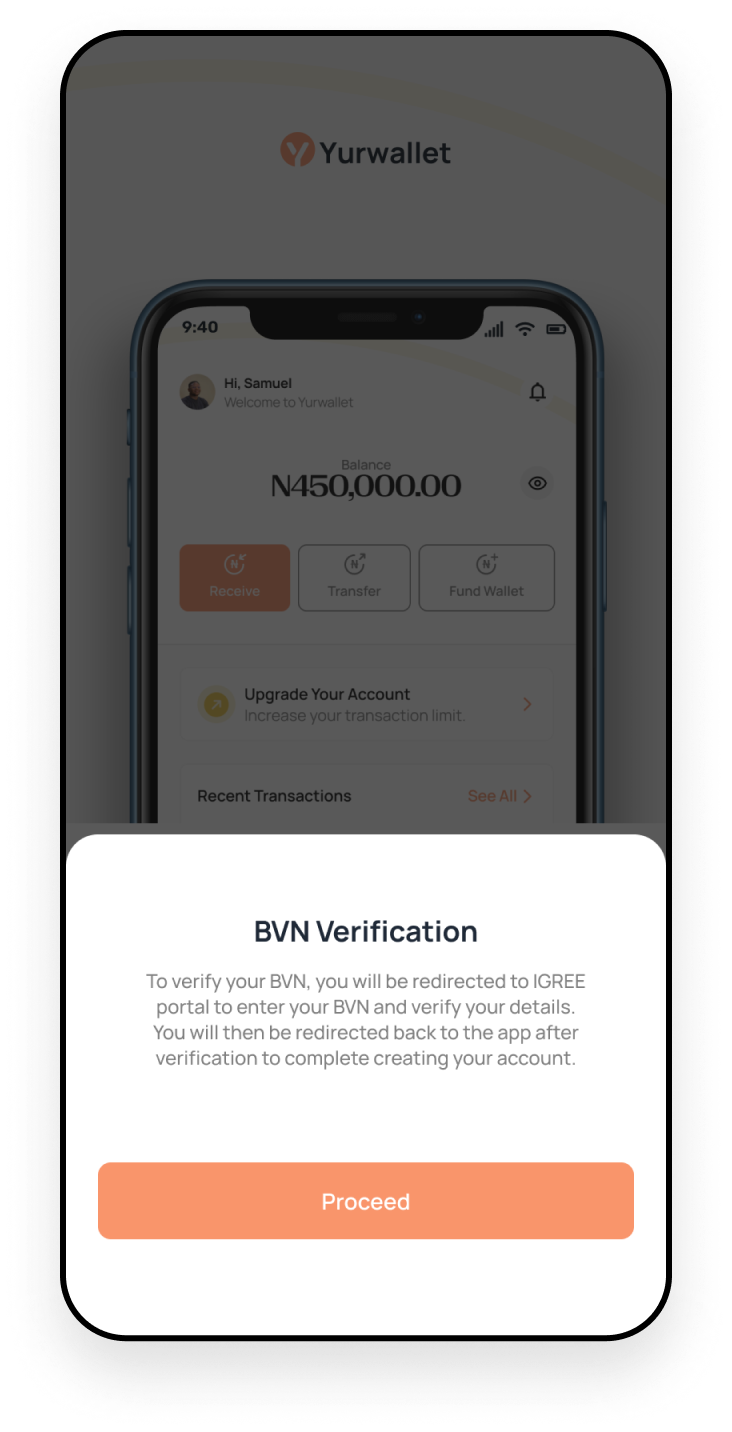 Yurwallet
9:40
Hi, Samuel
Welcome to Yurwallet
Balance
N450,000.00
N N N
Receive Transfer Fund Wallet
Upgrade Your Account
Increase your transaction limit.
Recent Transactions See All
BVN Verification
To verify your BVN, you will be redirected to IGREE
portal to enter your BVN and verify your details.
You will then be redirected back to the app after
verification to complete creating your account.
Proceed